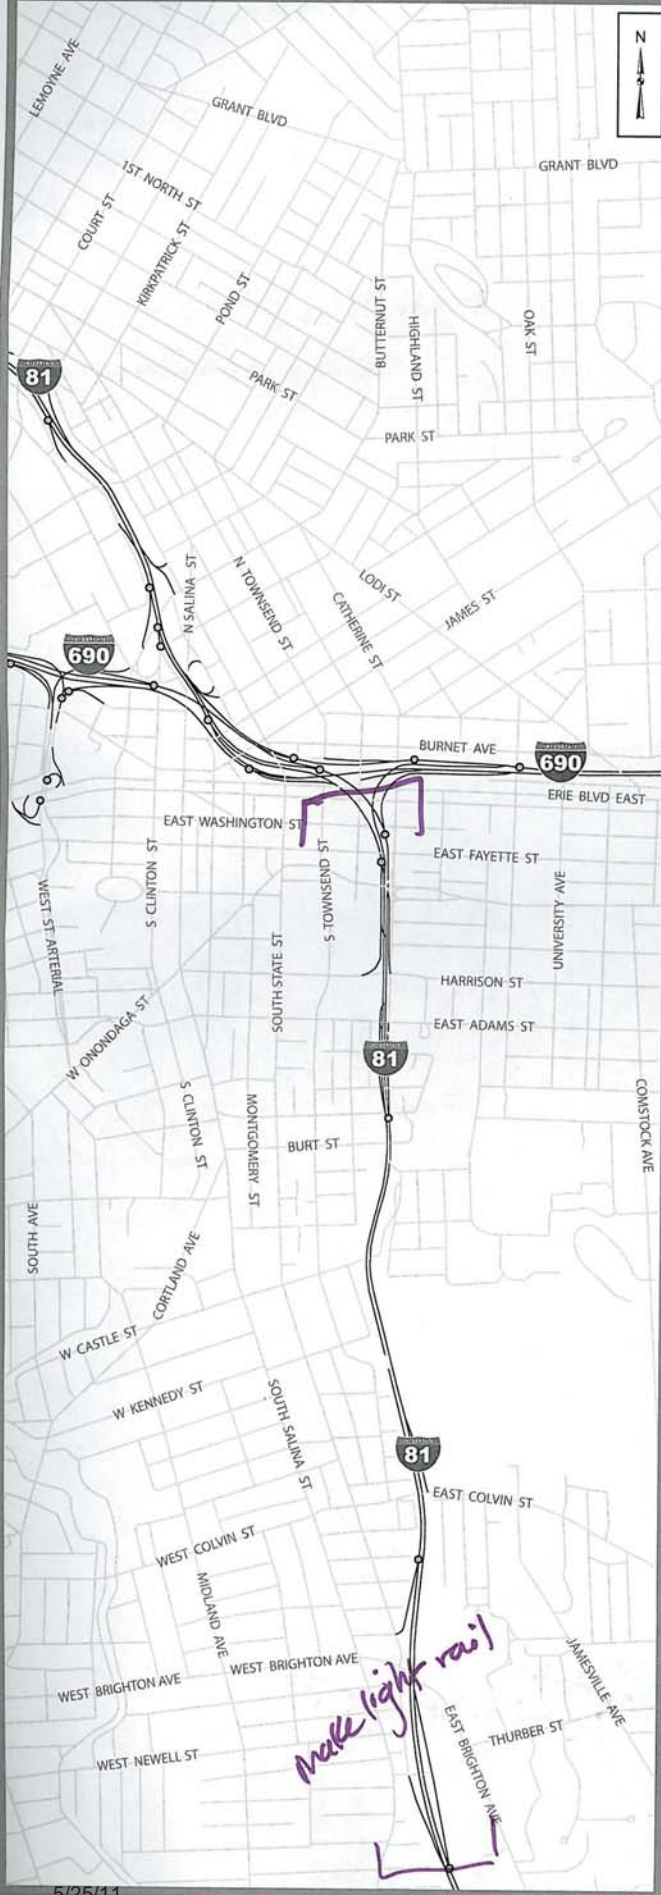 N
LEMOYNE AVE
GRANT BLVD
GRANT BLVD
1ST NORTH ST
COURT ST
KIRKPATRICK ST
POND ST
BUTTERNUT ST
HIGHLAND ST
OAK ST
81
PARK ST
PARK ST
N SALINA ST
N TOWNSEND ST
LODI ST
CATHERINE ST
JAMES ST
690
BURNET AVE
690
ERIE BLVD EAST
EAST WASHINGTON ST
S CLINTON ST
S TOWNSEND ST
EAST FAYETTE ST
WEST ST ARTERIAL
UNIVERSITY AVE
SOUTH STATE ST
HARRISON ST
EAST ADAMS ST
W ONONDAGA ST
81
S CLINTON ST
MONTGOMERY ST
BURT ST
COMSTOCK AVE
SOUTH AVE
CORTLAND AVE
W CASTLE ST
W KENNEDY ST
SOUTH SALINA ST
81
EAST COLVIN ST
WEST COLVIN ST
MIDLAND AVE
WEST BRIGHTON AVE
WEST BRIGHTON AVE
make light rail
JAMESVILLE AVE
EAST BRIGHTON AVE
THURBER ST
WEST NEWELL ST
5/25/11